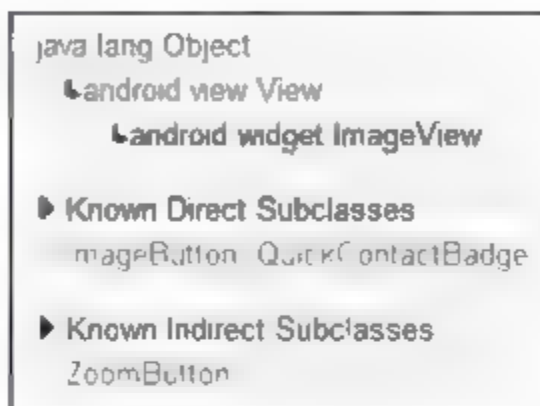 java lang Object
android view View
android widget ImageView
Known Direct Subclasses
ImageButton QuickContactBadge
Known Indirect Subclasses
ZoomButton